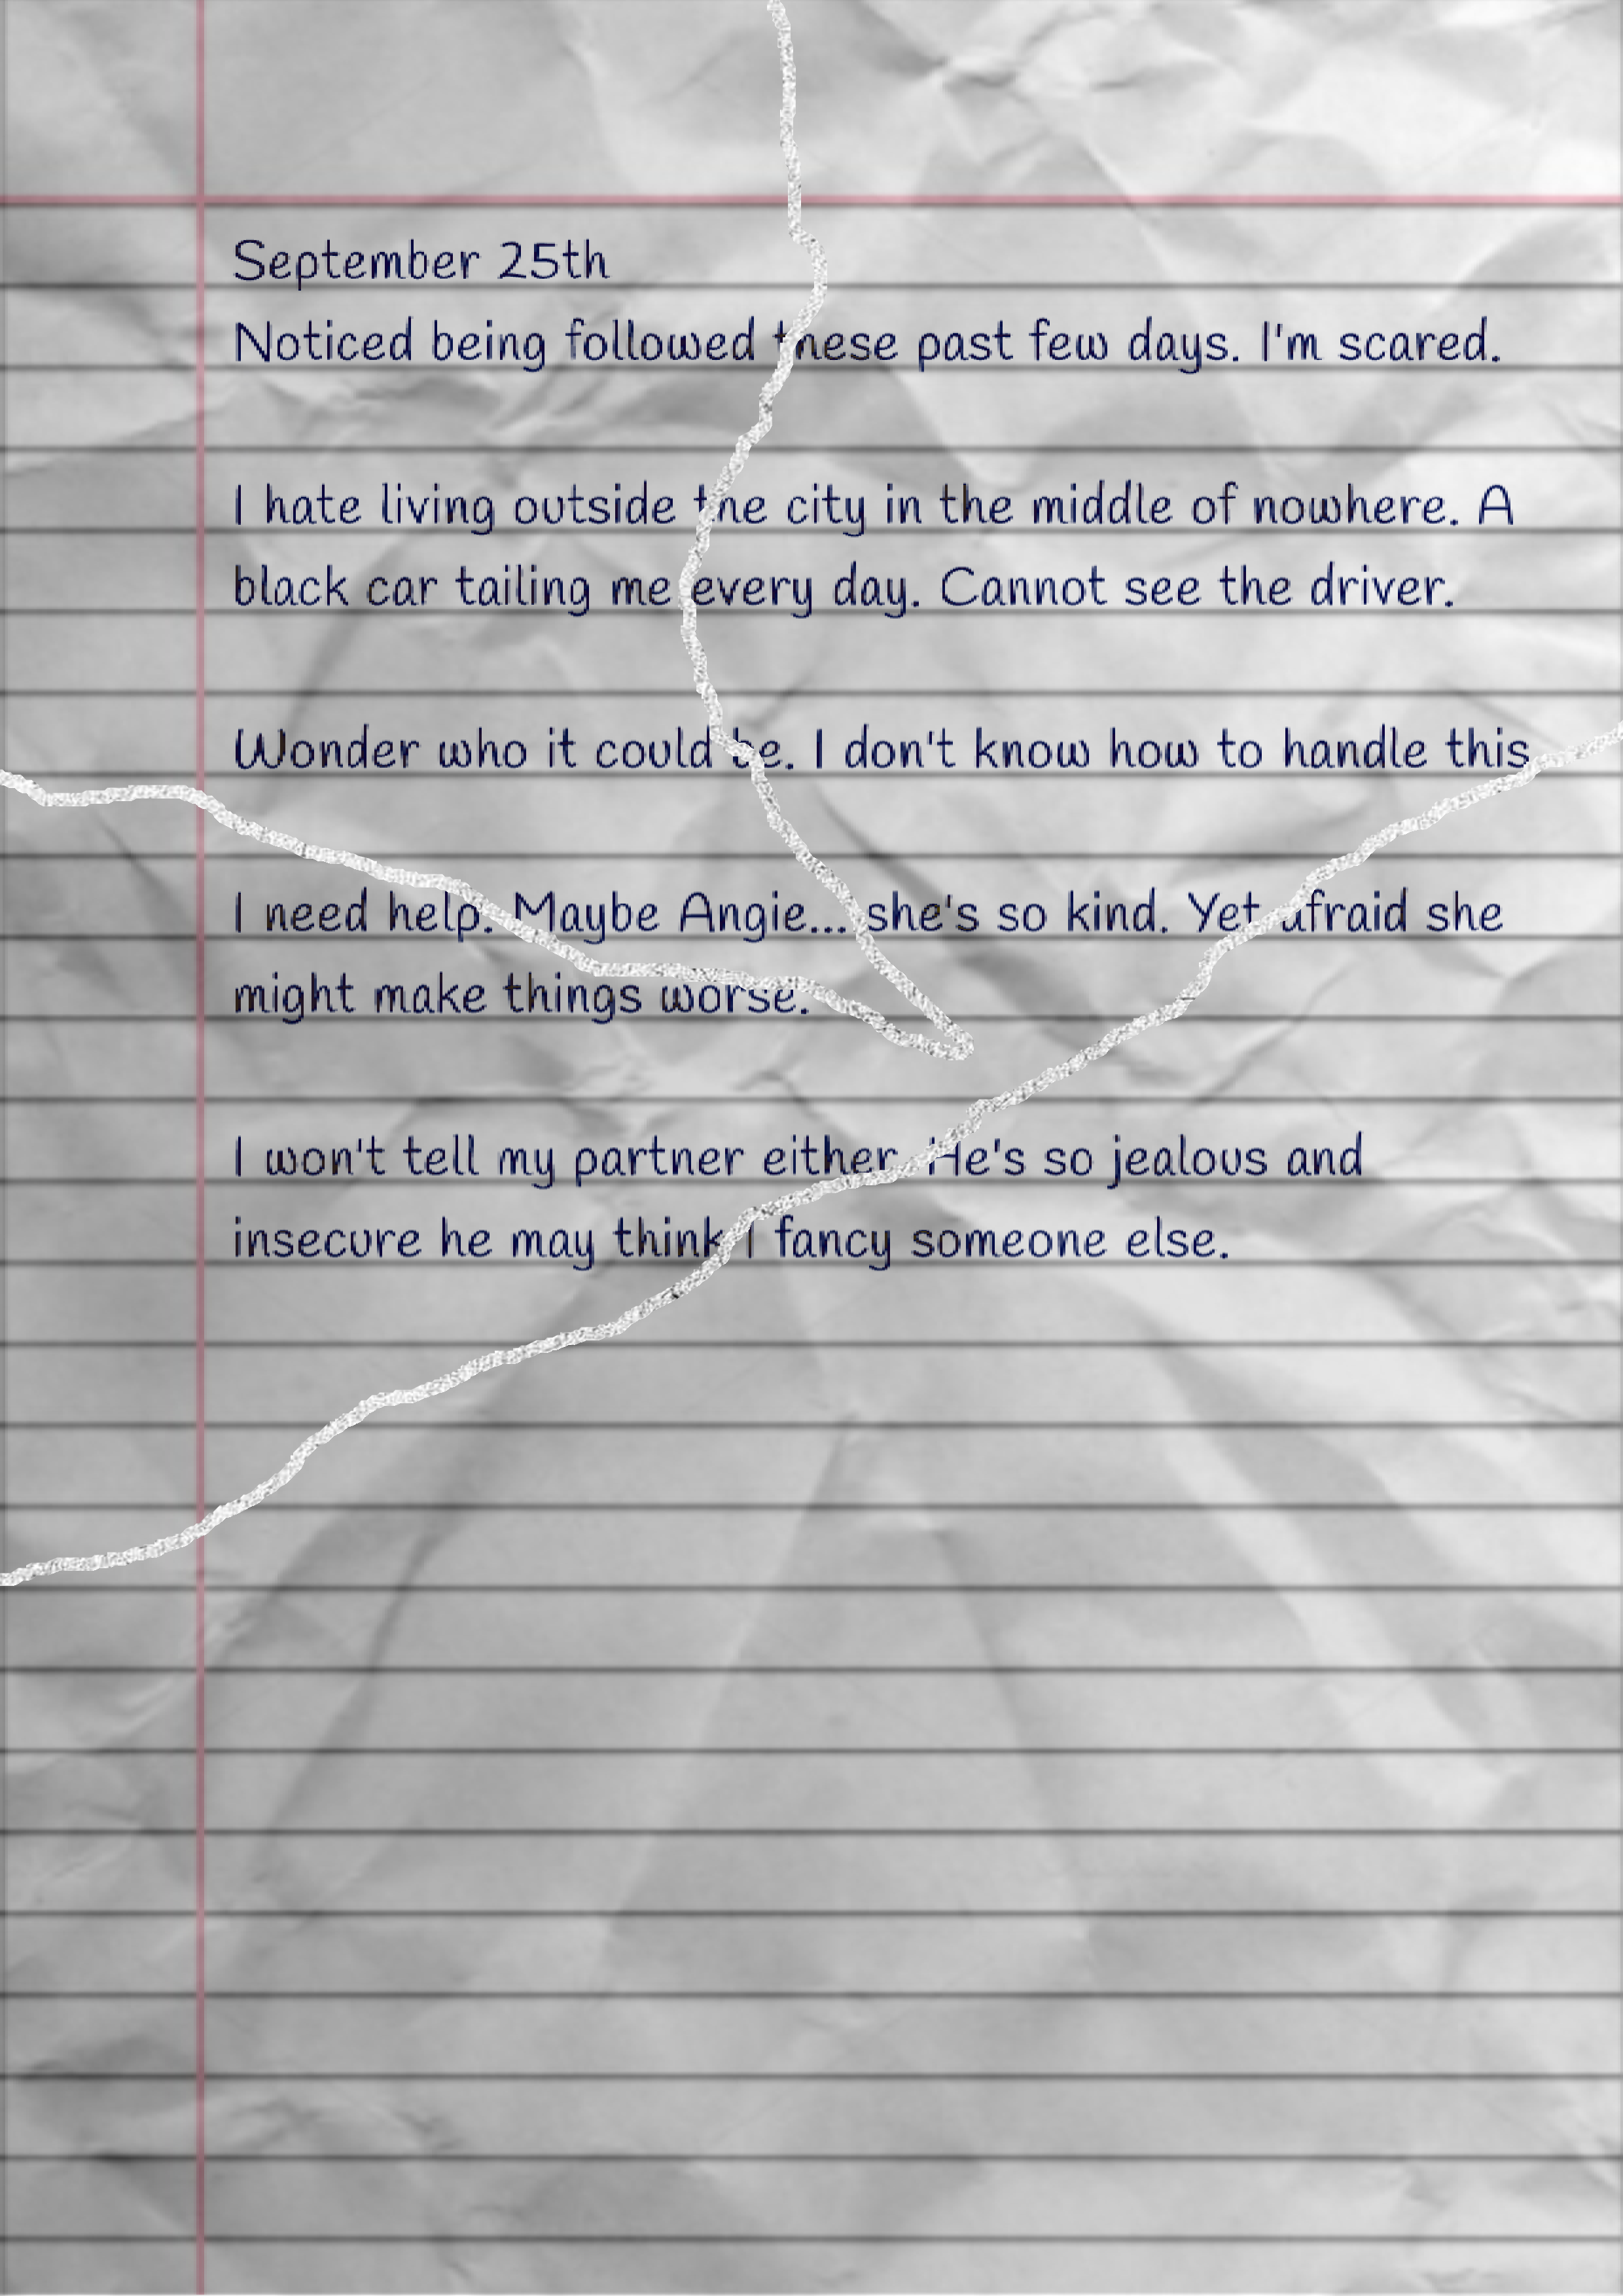 September 25th
Noticed being followed these past few days. I'm scared.
I hate living outside the city in the middle of nowhere. A
black car tailing me every day. Cannot see the driver.
Wonder who it could be. I don't know how to handle this
I need help. Maybe Angie... she's so kind. Yet afraid she
might make things worse.
I won't tell my partner either. He's so jealous and
insecure he may think I fancy someone else.